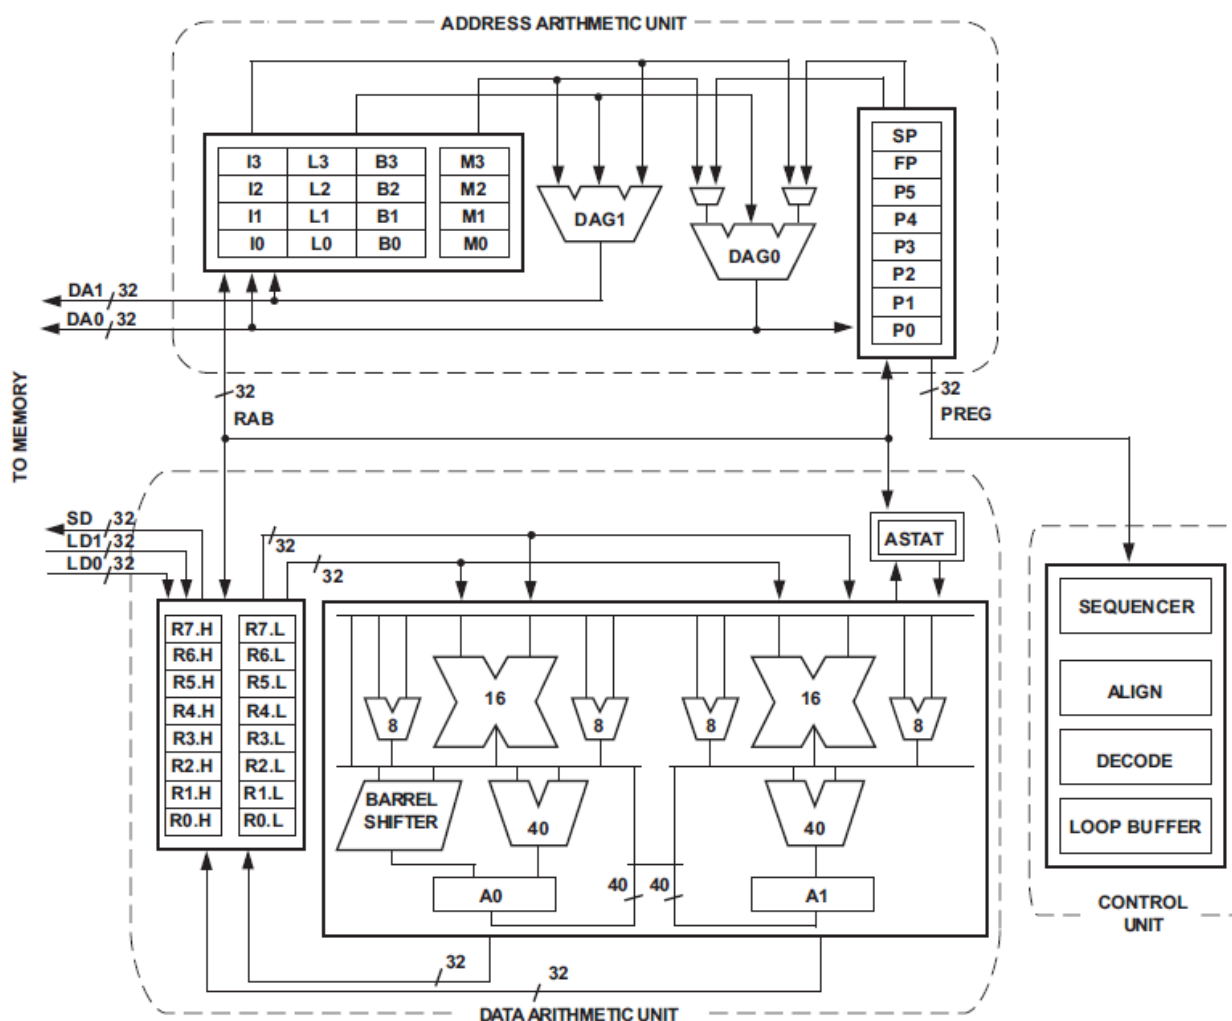 ADDRESS ARITHMETIC UNIT
SP
I3 L3 B3 M3
FP
I2 L2 B2 M2
P5
I1 L1 B1 M1
DAG1
P4
I0 L0 B0 M0
DAG0
P3
P2
DA1 32
P1
DA0 32
P0
TO MEMORY
32
RAB
32
PREG
SD 32
LD1 32
LD0 32
32
32
ASTAT
SEQUENCER
R7.H R7.L
R6.H R6.L
R5.H R5.L
R4.H R4.L
R3.H R3.L
R2.H R2.L
R1.H R1.L
R0.H R0.L
8 16 8 8 16 8
ALIGN
DECODE
LOOP BUFFER
BARREL
SHIFTER
40
40
A0
40 40
A1
CONTROL
UNIT
32
32
DATA ARITHMETIC UNIT